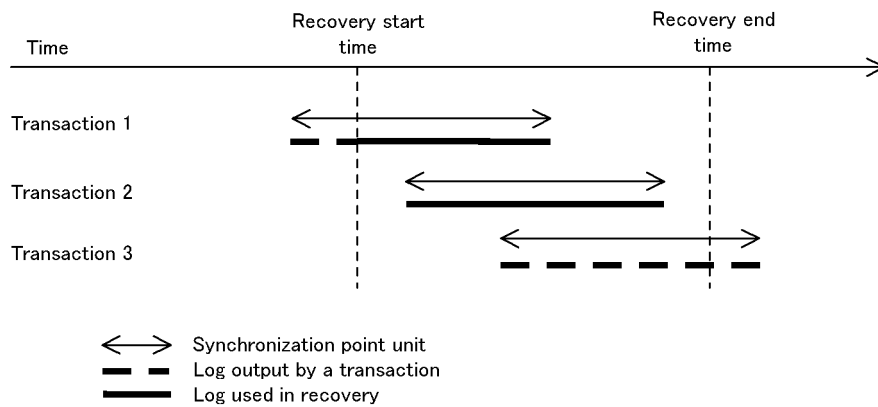 Recovery start
time
Recovery end
time
Time
Transaction 1
Transaction 2
Transaction 3
Synchronization point unit
Log output by a transaction
Log used in recovery